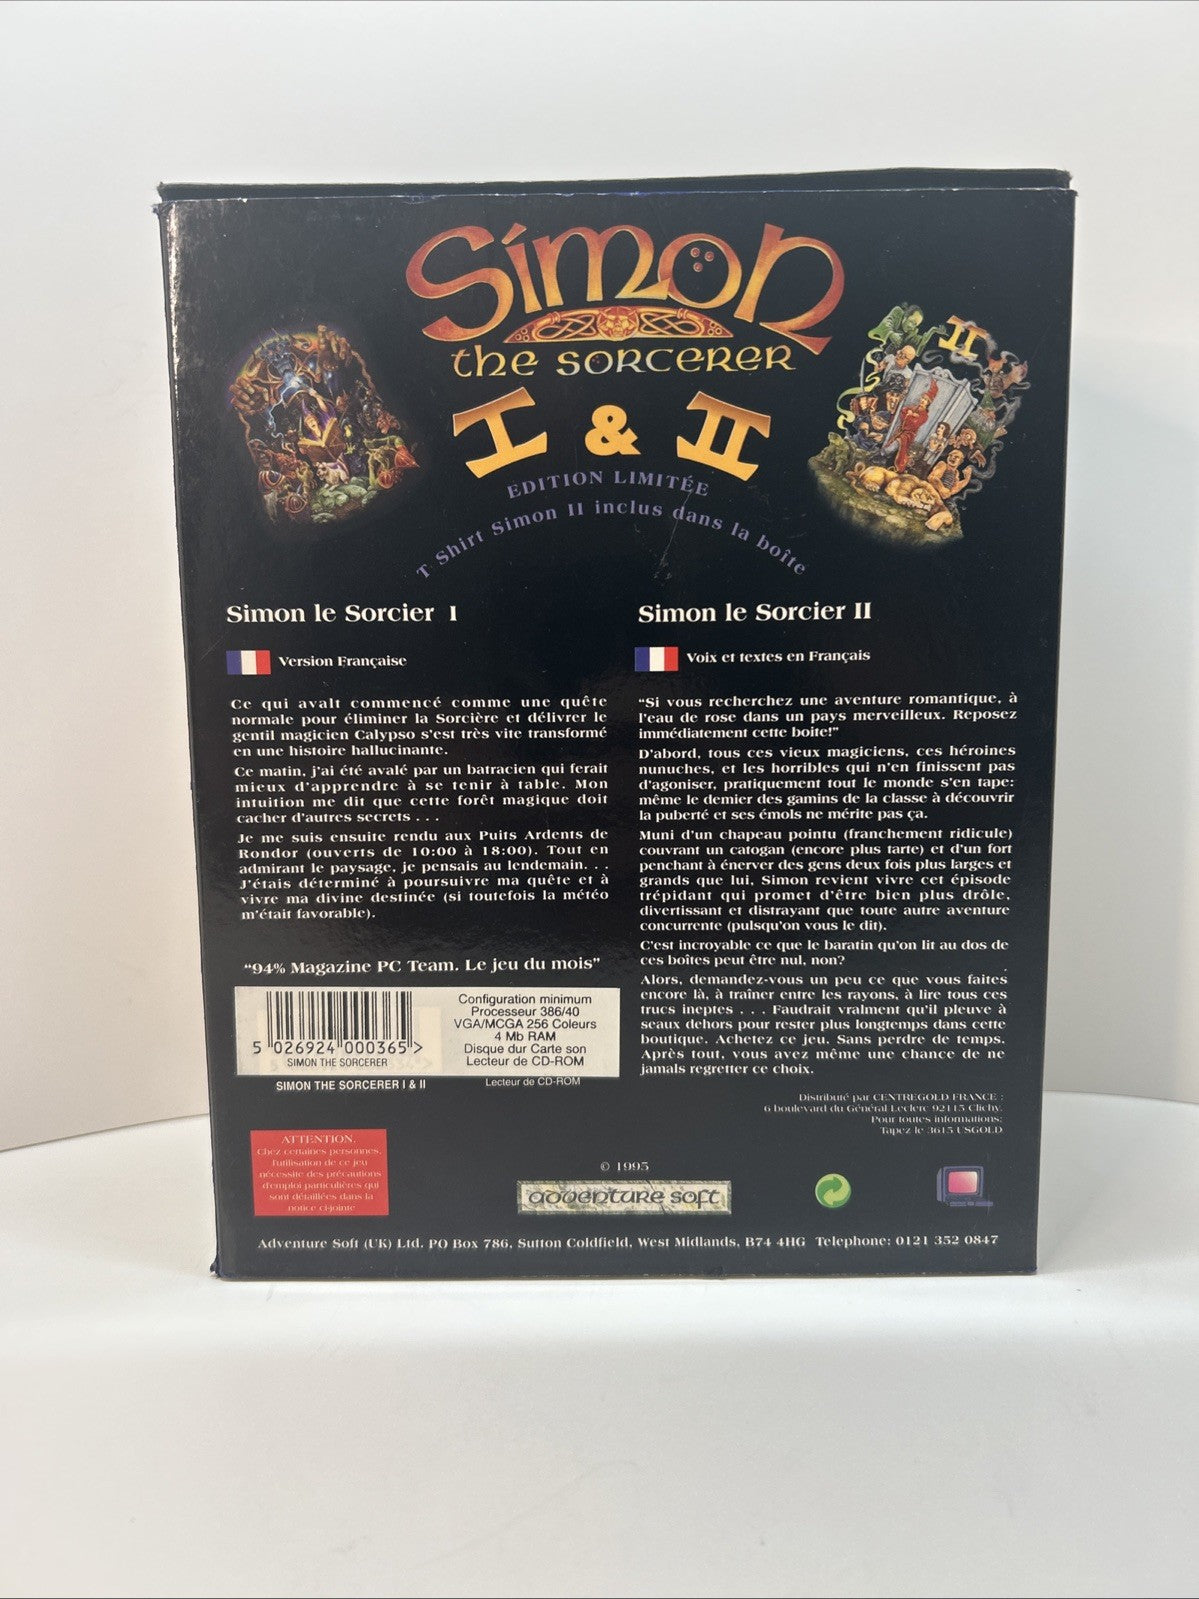 Simon
the SORCERER
I & II
II
EDITION LIMITÉE
T Shirt Simon II inclus dans la boîte
Simon le Sorcier I
Version Française
Ce qui avait commencé comme une quête
normale pour éliminer la Sorcière et délivrer le
gentil magicien Calypso s'est très vite transformé
en une histoire hallucinante.
Ce matin, j'ai été avalé par un batracien qui ferait
mieux d'apprendre à se tenir à table. Mon
intuition me dit que cette forêt magique doit
cacher d'autres secrets . . .
Je me suis ensuite rendu aux Puits Ardents de
Rondor (ouverts de 10:00 à 18:00). Tout en
admirant le paysage, je pensais au lendemain. . .
J'étais déterminé à poursuivre ma quête et à
vivre ma divine destinée (si toutefois la météo
m'était favorable).
"94% Magazine PC Team. Le jeu du mois"
5 026924 000365 >
SIMON THE SORCERER
Configuration minimum
Processeur 386/40
VGA/MCGA 256 Coleurs
4 Mb RAM
Disque dur Carte son
Lecteur de CD-ROM
SIMON THE SORCERER I & II
Lecteur de CD-ROM
ATTENTION.
Chez certaines personnes,
l'utilisation de ce jeu
nécessite des précautions
d'emploi particulières qui
sont détaillées dans la
notice ci-jointe
Simon le Sorcier II
Voix et textes en Français
"Si vous recherchez une aventure romantique, à
l'eau de rose dans un pays merveilleux. Reposez
immédiatement cette boite!"
D'abord, tous ces vieux magiciens, ces héroines
nunuches, et les horribles qui n'en finissent pas
d'agoniser, pratiquement tout le monde s'en tape:
même le dernier des gamins de la classe à découvrir
la puberté et ses émois ne mérite pas ça.
Muni d'un chapeau pointu (franchement ridicule)
couvrant un catogan (encore plus tarte) et d'un fort
penchant à énerver des gens deux fois plus larges et
grands que lui, Simon revient vivre cet épisode
trépidant qui promet d'être bien plus drôle,
divertissant et distrayant que toute autre aventure
concurrente (puisqu'on vous le dit).
C'est incroyable ce que le baratin qu'on lit au dos de
ces boîtes peut être nul, non?
Alors, demandez-vous un peu ce que vous faites
encore là, à traîner entre les rayons, à lire tous ces
trucs ineptes . . . Faudrait vraiment qu'il pleuve à
seaux dehors pour rester plus longtemps dans cette
boutique. Achetez ce jeu. Sans perdre de temps.
Après tout, vous avez même une chance de ne
jamais regretter ce choix.
Distribué par CENTREGOLD FRANCE :
6 boulevard du Général Leclerc 92115 Clichy.
Pour toutes informations:
Tapez le 3615 USGOLD
© 1995
adventure soft
Adventure Soft (UK) Ltd. PO Box 786, Sutton Coldfield, West Midlands, B74 4HG Telephone: 0121 352 0847